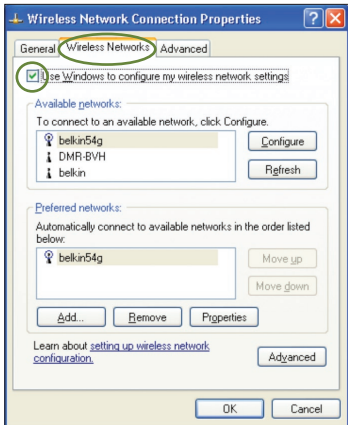 Wireless Network Connection Properties
General Wireless Networks Advanced
Use Windows to configure my wireless network settings
Available networks:
To connect to an available network, click Configure.
belkin54g
DMR-BVH
belkin
Configure
Refresh
Preferred networks:
Automatically connect to available networks in the order listed
below:
belkin54g
Move up
Move down
Add... Remove Properties
Learn about setting up wireless network
configuration.
Advanced
OK Cancel